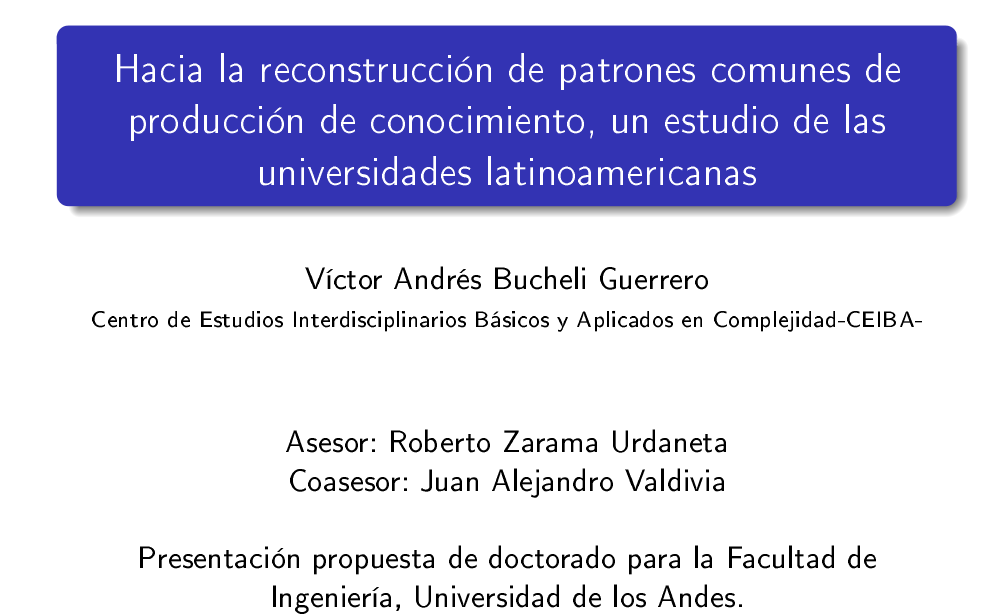 Hacia la reconstrucción de patrones comunes de
producción de conocimiento, un estudio de las
universidades latinoamericanas
Víctor Andrés Bucheli Guerrero
Centro de Estudios Interdisciplinarios Básicos y Aplicados en Complejidad-CEIBA-
Asesor: Roberto Zarama Urdaneta
Coasesor: Juan Alejandro Valdivia
Presentación propuesta de doctorado para la Facultad de
Ingeniería, Universidad de los Andes.